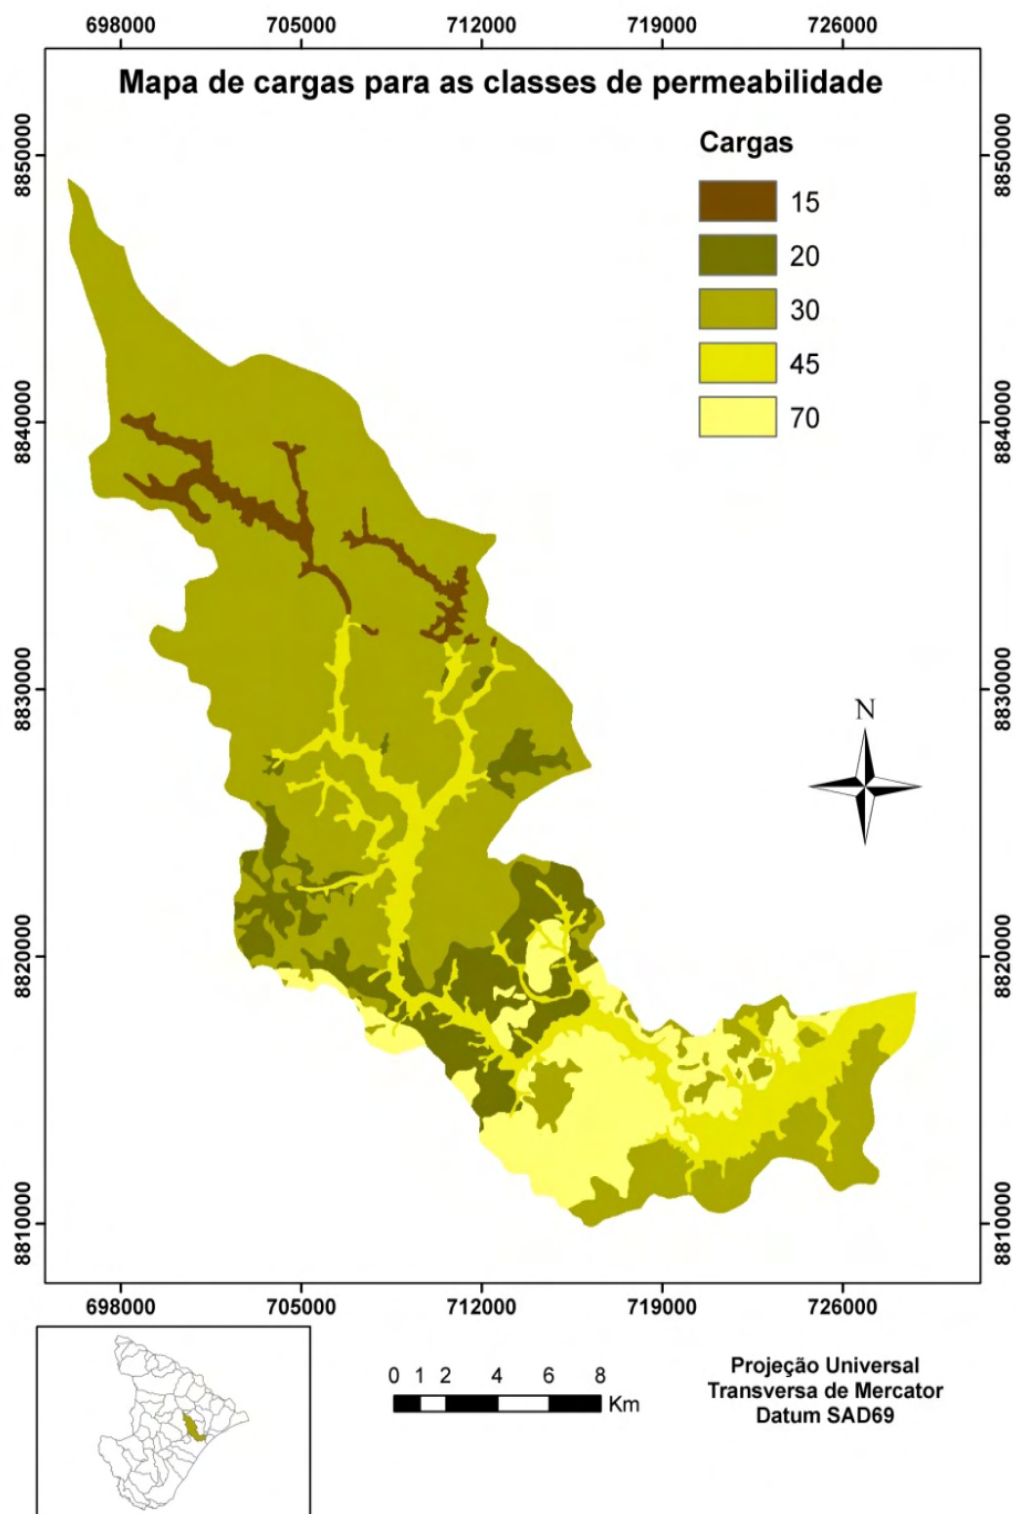 698000 705000 712000 719000 726000
Mapa de cargas para as classes de permeabilidade
Cargas
15
20
30
45
70
8850000
8840000
8830000
8820000
8810000
8850000
8840000
8830000
8820000
8810000
N
698000 705000 712000 719000 726000
0 1 2 4 6 8
Km
Projeção Universal
Transversa de Mercator
Datum SAD69